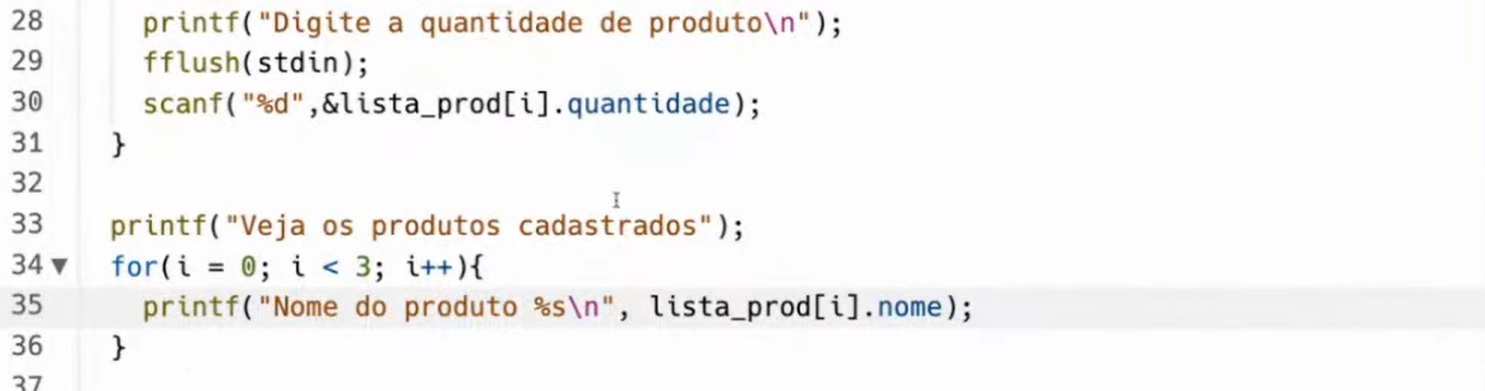 28 printf("Digite a quantidade de produto\n");
29 fflush(stdin);
30 scanf("%d",&lista_prod[i].quantidade);
31 }
32
33 printf("Veja os produtos cadastrados");
34 for(i = 0; i < 3; i++){
35 printf("Nome do produto %s\n", lista_prod[i].nome);
36 }
37